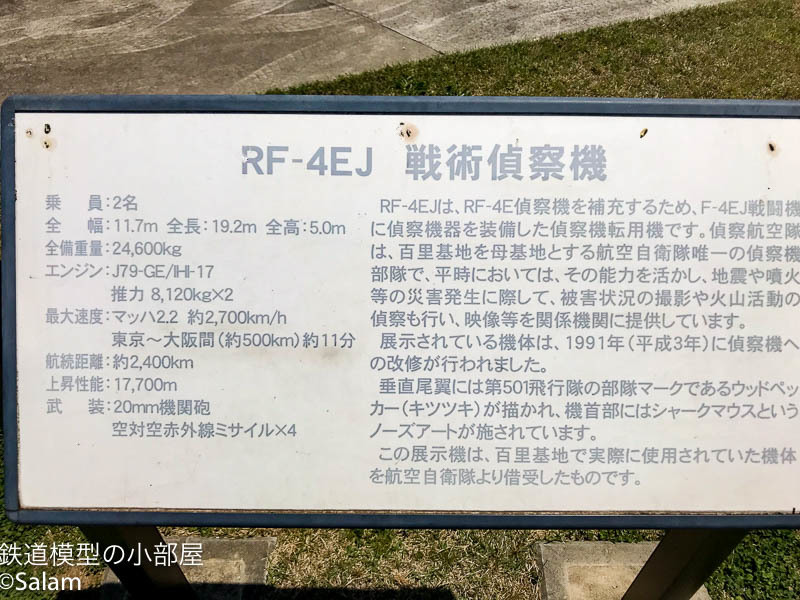 RF-4EJ 戦術偵察機
乗員:2名
全幅:11.7m 全長:19.2m 全高:5.0m
全備重量:24,600kg
エンジン:J79-GE/IHI-17
推力 8,120kg×2
最大速度:マッハ2.2 約2,700km/h
東京〜大阪間(約500km)約11分
航続距離:約2,400km
上昇性能:17,700m
武装:20mm機関砲
空対空赤外線ミサイル×4
RF-4EJは、RF-4E偵察機を補充するため、F-4EJ戦闘機
に偵察機器を装備した偵察機転用機です。偵察航空隊
は、百里基地を母基地とする航空自衛隊唯一の偵察機
部隊で、平時においては、その能力を活かし、地震や噴火
等の災害発生に際して、被害状況の撮影や火山活動の
偵察も行い、映像等を関係機関に提供しています。
展示されている機体は、1991年(平成3年)に偵察機へ
の改修が行われました。
垂直尾翼には第501飛行隊の部隊マークであるウッドペッ
カー(キツツキ)が描かれ、機首部にはシャークマウスという
ノーズアートが施されています。
この展示機は、百里基地で実際に使用されていた機体
を航空自衛隊より借受したものです。
鉄道模型の小部屋
©Salam